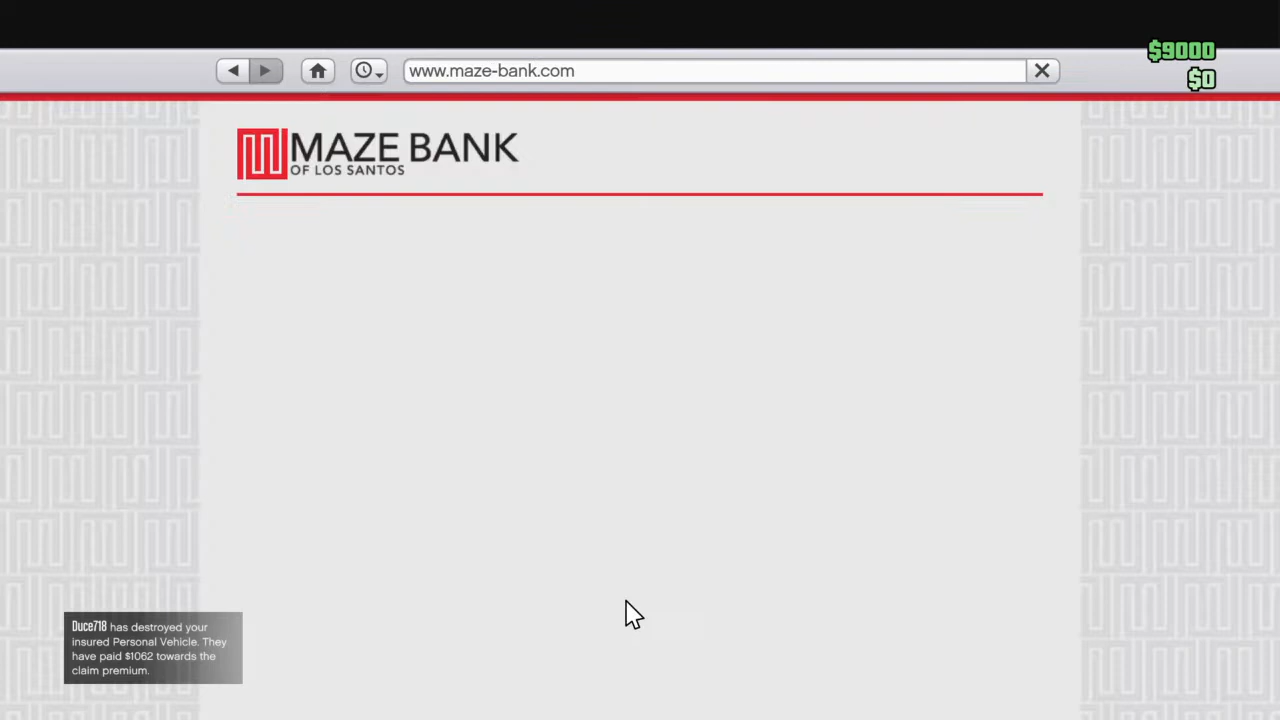 www.maze-bank.com
$9000
$0
MAZE BANK
OF LOS SANTOS
Duce718 has destroyed your
insured Personal Vehicle. They
have paid $1062 towards the
claim premium.